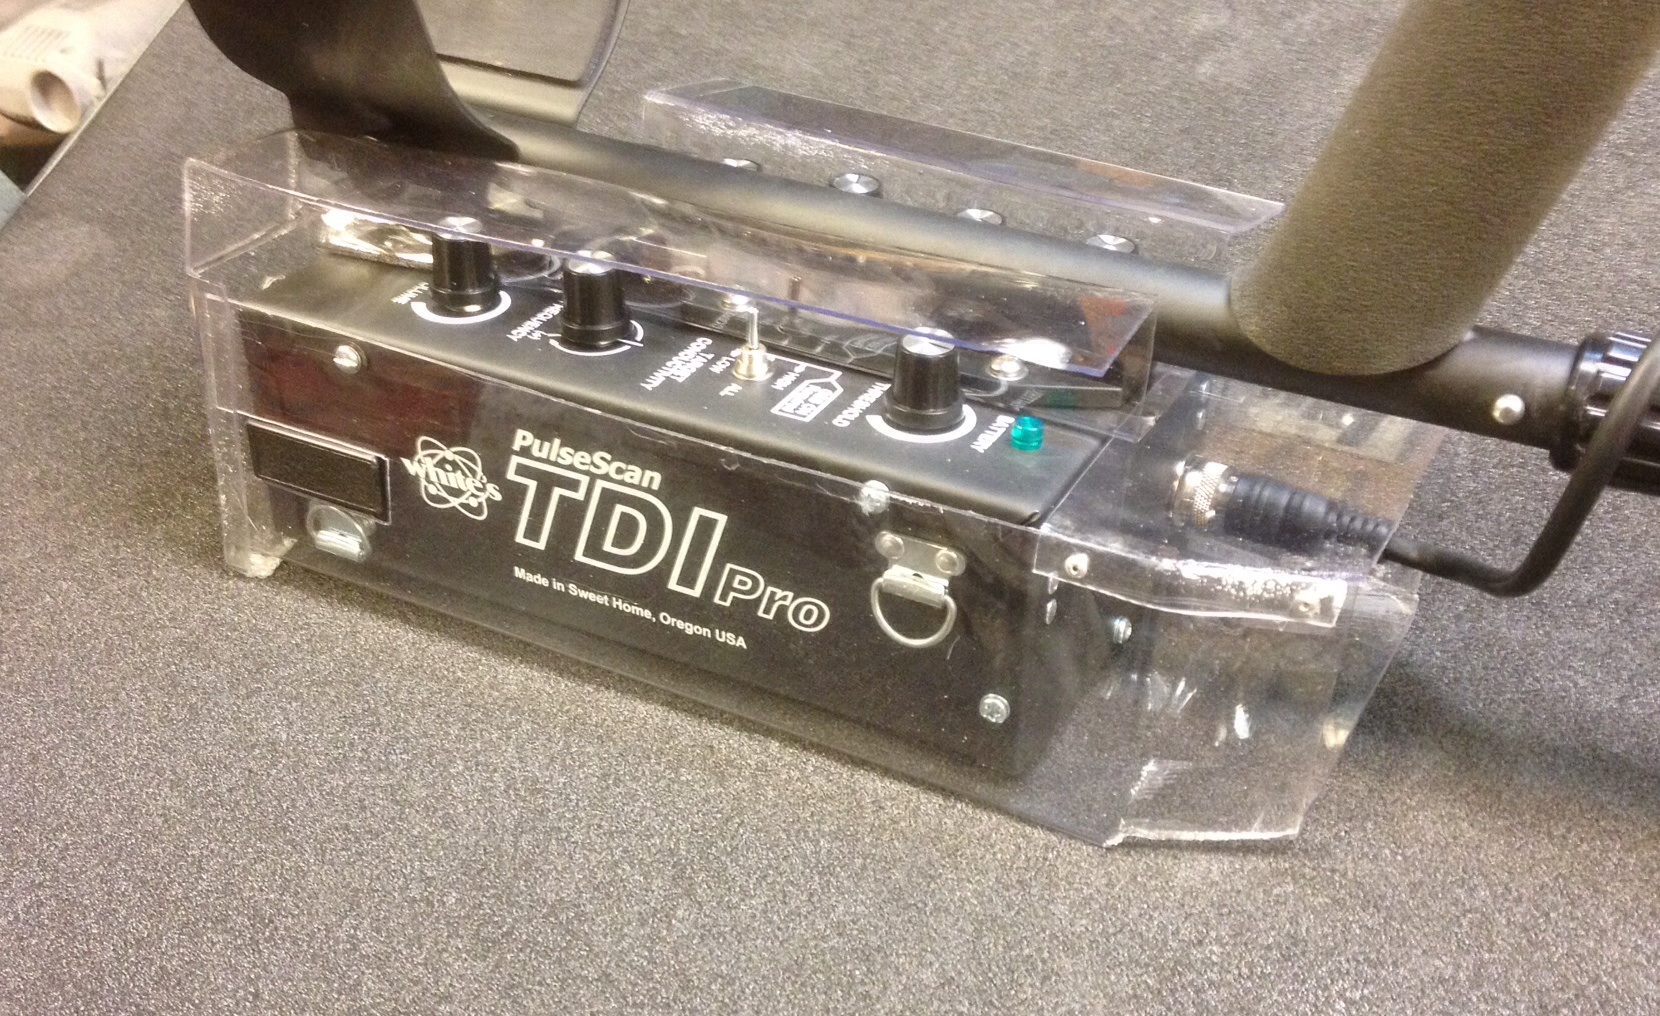 FREQUENCY
(+)
TARGET
CONDUCTIVITY
LOW
HIGH
ALL
THRESHOLD
BATTERY
White's
PulseScan
TDI Pro
Made in Sweet Home, Oregon USA